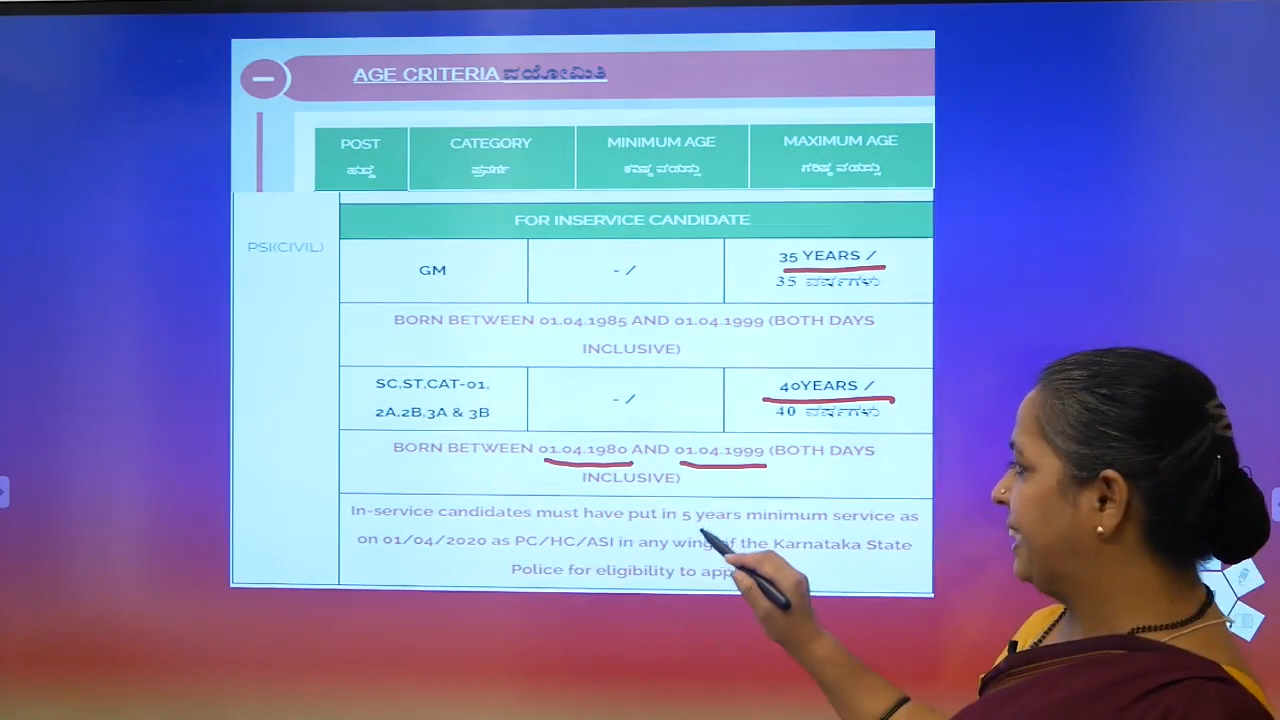 AGE CRITERIA ವಯೋಮಿತಿ
POST CATEGORY MINIMUM AGE MAXIMUM AGE
ಹುದ್ದೆ ಪ್ರವರ್ಗ ಕನಿಷ್ಠ ವಯಸ್ಸು ಗರಿಷ್ಠ ವಯಸ್ಸು
FOR INSERVICE CANDIDATE
PSI(CIVIL)
GM - / 35 YEARS /
35 ವರ್ಷಗಳು
BORN BETWEEN 01.04.1985 AND 01.04.1999 (BOTH DAYS
INCLUSIVE)
SC,ST,CAT-01, 40YEARS /
2A,2B,3A & 3B - / 40 ವರ್ಷಗಳು
BORN BETWEEN 01.04.1980 AND 01.04.1999 (BOTH DAYS
INCLUSIVE)
In-service candidates must have put in 5 years minimum service as
on 01/04/2020 as PC/HC/ASI in any wing of the Karnataka State
Police for eligibility to